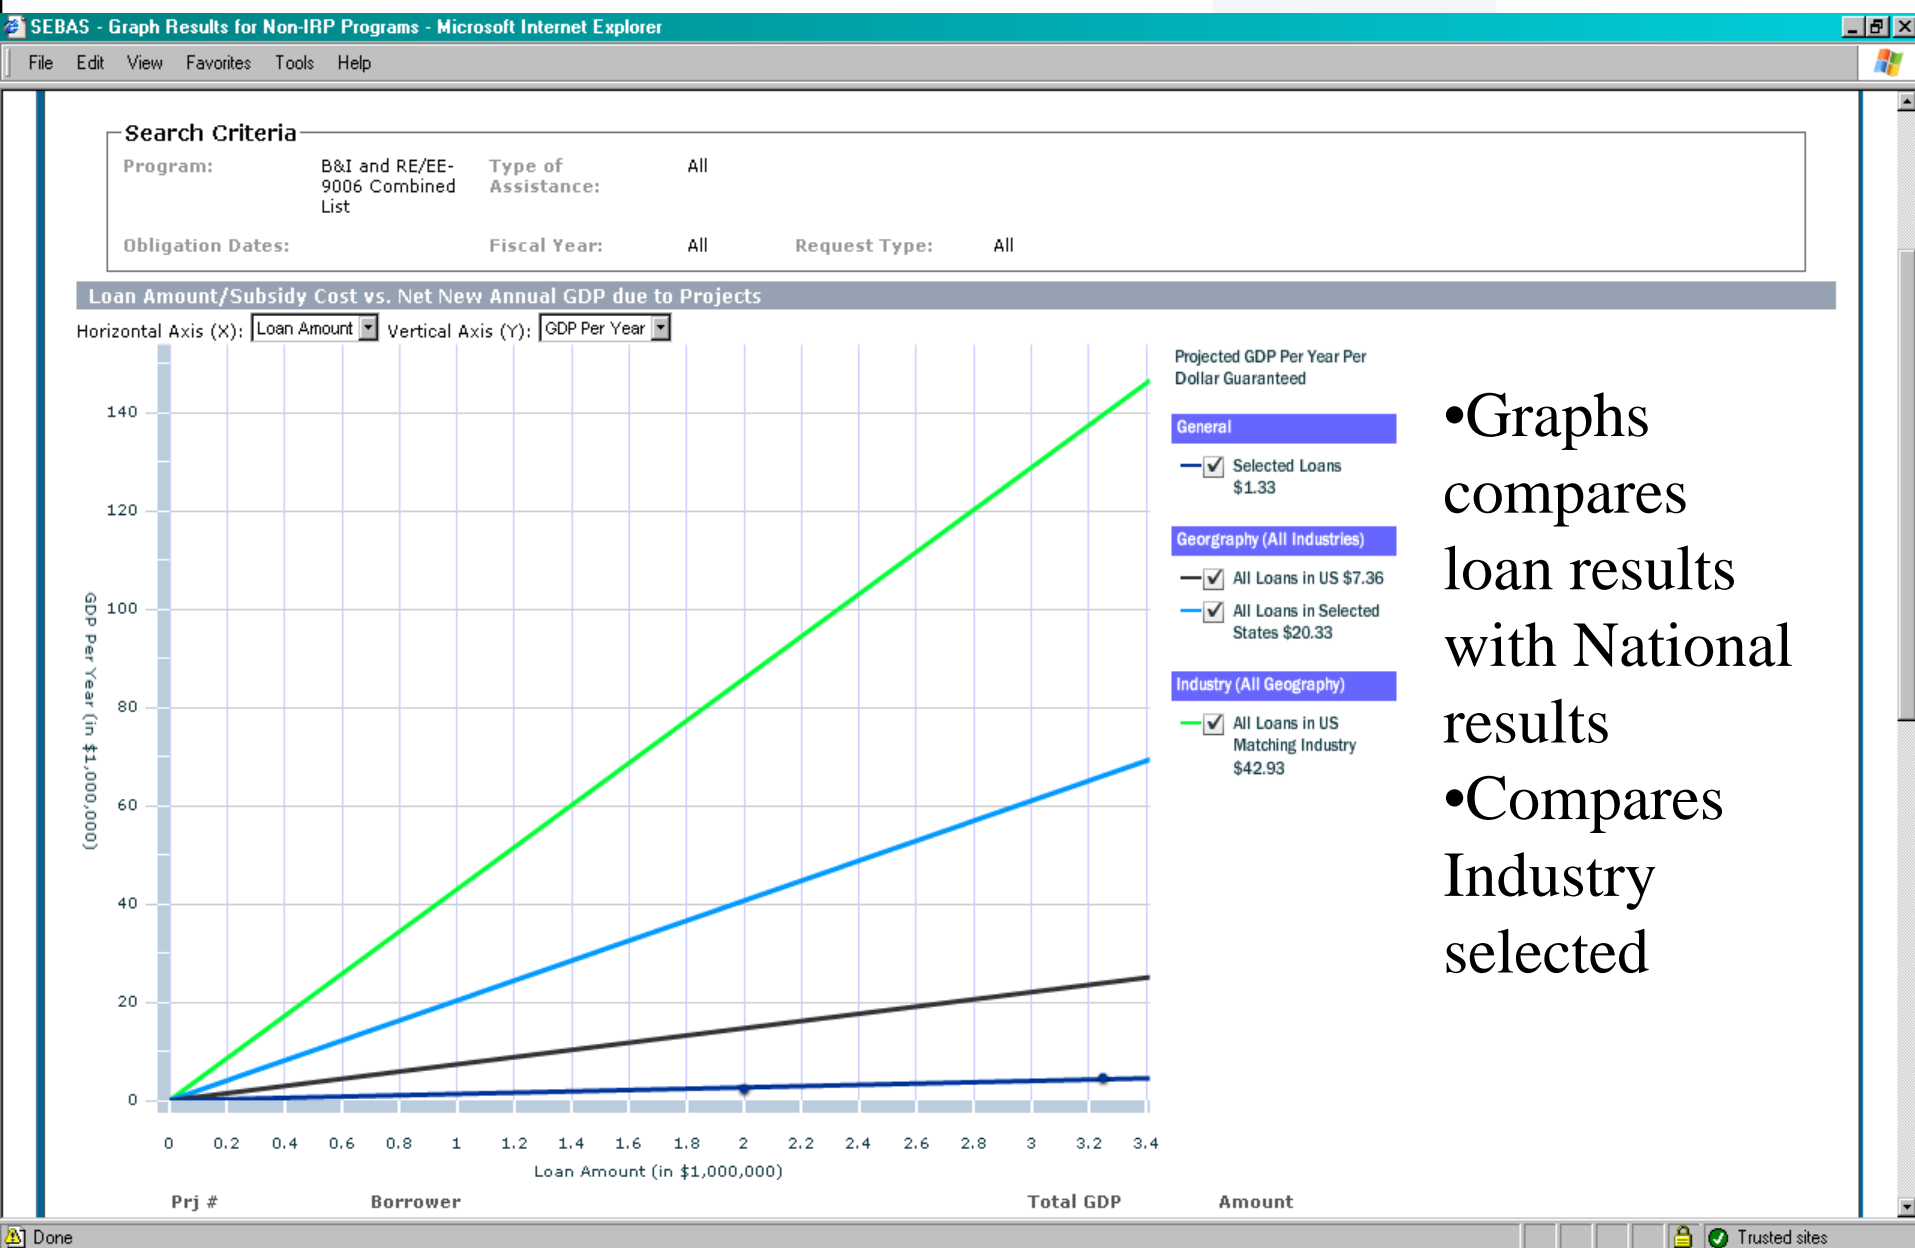 SEBAS - Graph Results for Non-IRP Programs - Microsoft Internet Explorer
File Edit View Favorites Tools Help
Search Criteria
Program: B&I and RE/EE- Type of All
9006 Combined Assistance:
List
Obligation Dates: Fiscal Year: All Request Type: All
Loan Amount/Subsidy Cost vs. Net New Annual GDP due to Projects
Horizontal Axis (X): Loan Amount Vertical Axis (Y): GDP Per Year
140
120
100
80
60
40
20
0
GDP Per Year (in $1,000,000)
0 0.2 0.4 0.6 0.8 1 1.2 1.4 1.6 1.8 2 2.2 2.4 2.6 2.8 3 3.2 3.4
Loan Amount (in $1,000,000)
Projected GDP Per Year Per
Dollar Guaranteed
General
Selected Loans
$1.33
Georgraphy (All Industries)
All Loans in US $7.36
All Loans in Selected
States $20.33
Industry (All Geography)
All Loans in US
Matching Industry
$42.93
•Graphs
compares
loan results
with National
results
•Compares
Industry
selected
Prj # Borrower Total GDP Amount
Done Trusted sites